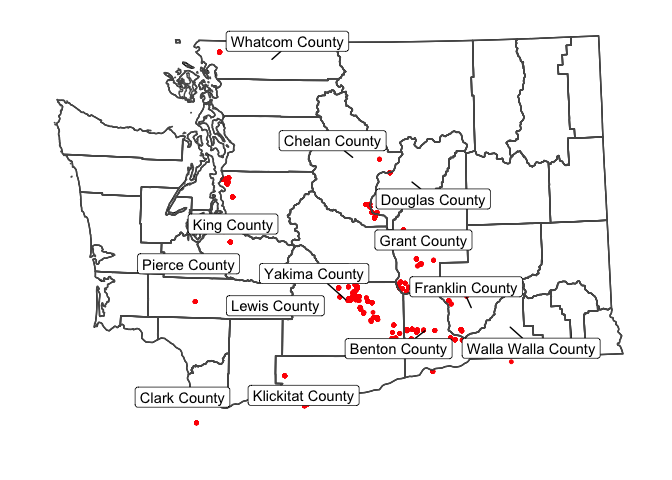 Whatcom County
Chelan County
Douglas County
King County
Grant County
Pierce County
Yakima County
Franklin County
Lewis County
Benton County
Walla Walla County
Clark County
Klickitat County